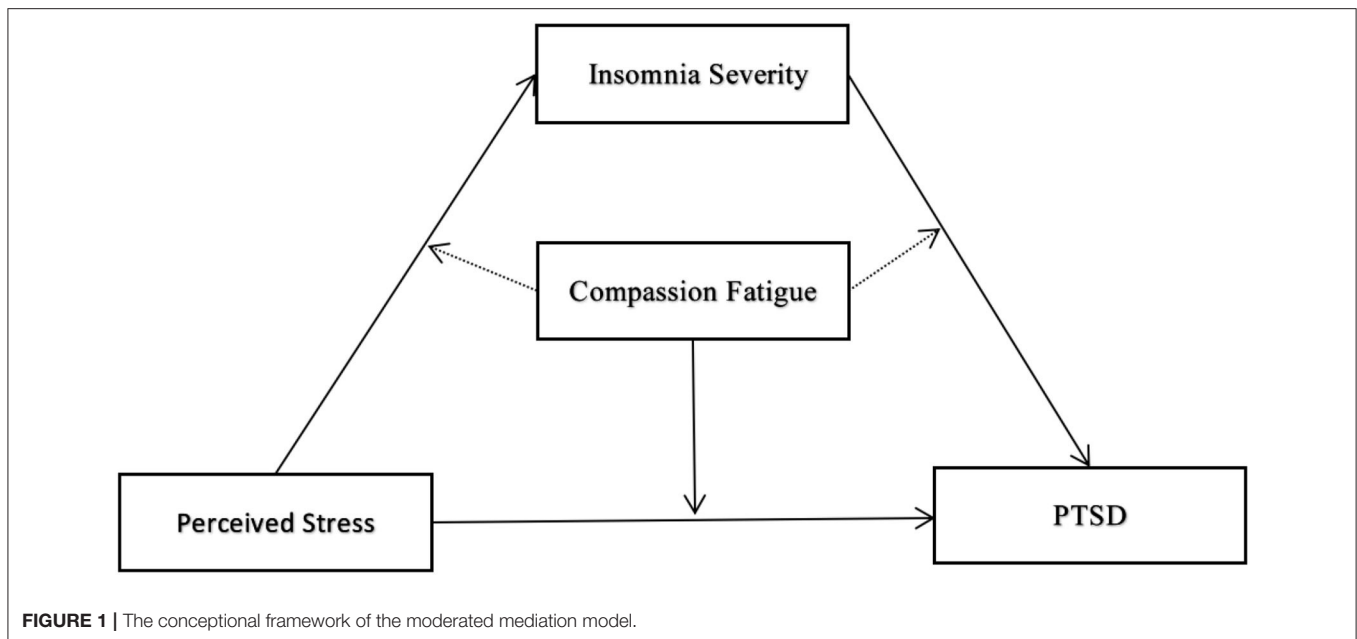 Insomnia Severity
Compassion Fatigue
Perceived Stress
PTSD
FIGURE 1 | The conceptional framework of the moderated mediation model.